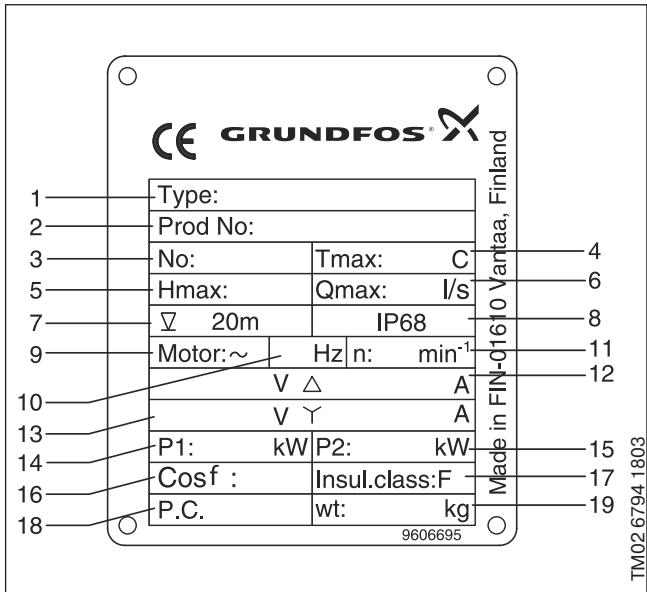 CE GRUNDFOS®
1 Type:
2 Prod No:
3 No: Tmax: C 4
5 Hmax: Qmax: l/s 6
7 20m IP68 8
9 Motor:~ Hz n: min⁻¹ 11
10 V △ A 12
13 V Y A
14 P1: kW P2: kW 15
16 Cosf : Insul.class:F 17
18 P.C. wt: kg 19
9606695
Made in FIN-01610 Vantaa, Finland
TM02 6794 1803